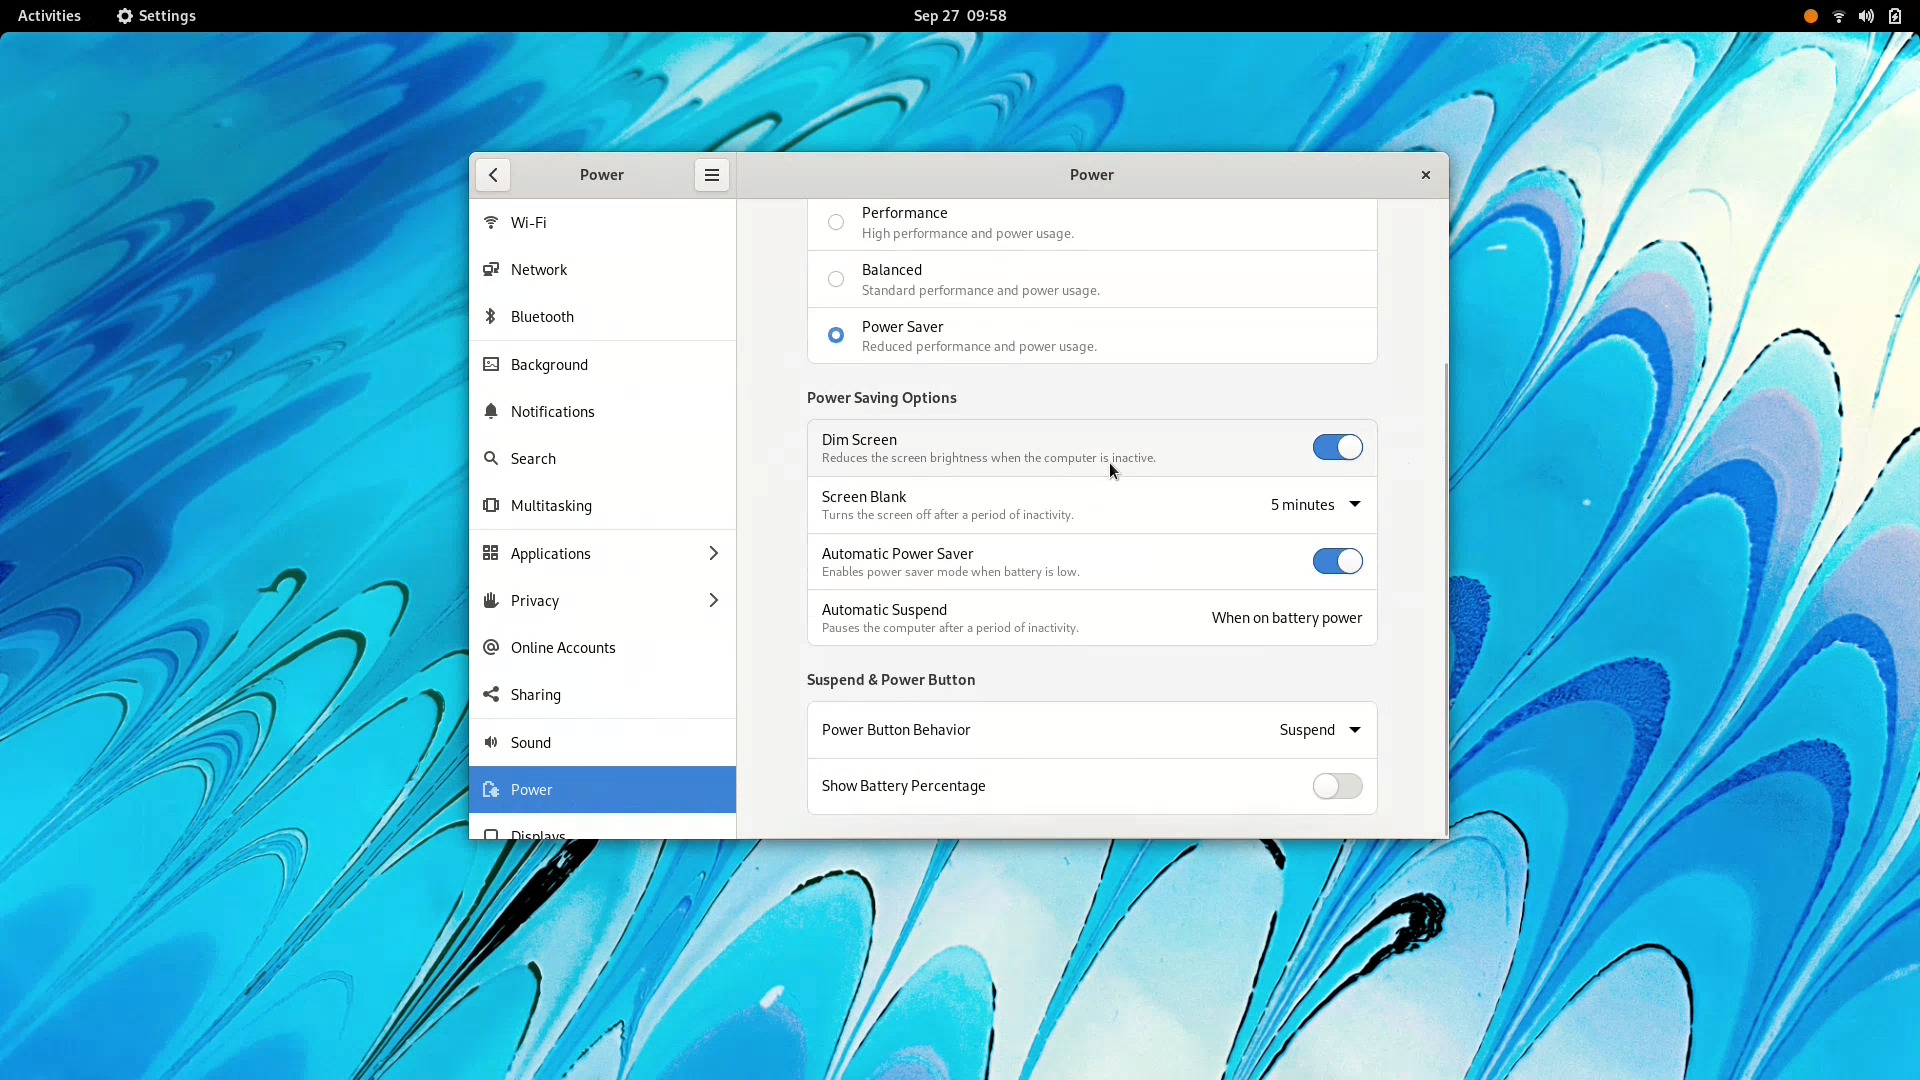 Activities
Settings
Sep 27 09:58
Power
Power
Wi-Fi
Network
Bluetooth
Background
Notifications
Search
Multitasking
Applications
Privacy
Online Accounts
Sharing
Sound
Power
Displays
Performance
High performance and power usage.
Balanced
Standard performance and power usage.
Power Saver
Reduced performance and power usage.
Power Saving Options
Dim Screen
Reduces the screen brightness when the computer is inactive.
Screen Blank
Turns the screen off after a period of inactivity.
5 minutes
Automatic Power Saver
Enables power saver mode when battery is low.
Automatic Suspend
Pauses the computer after a period of inactivity.
When on battery power
Suspend & Power Button
Power Button Behavior
Suspend
Show Battery Percentage